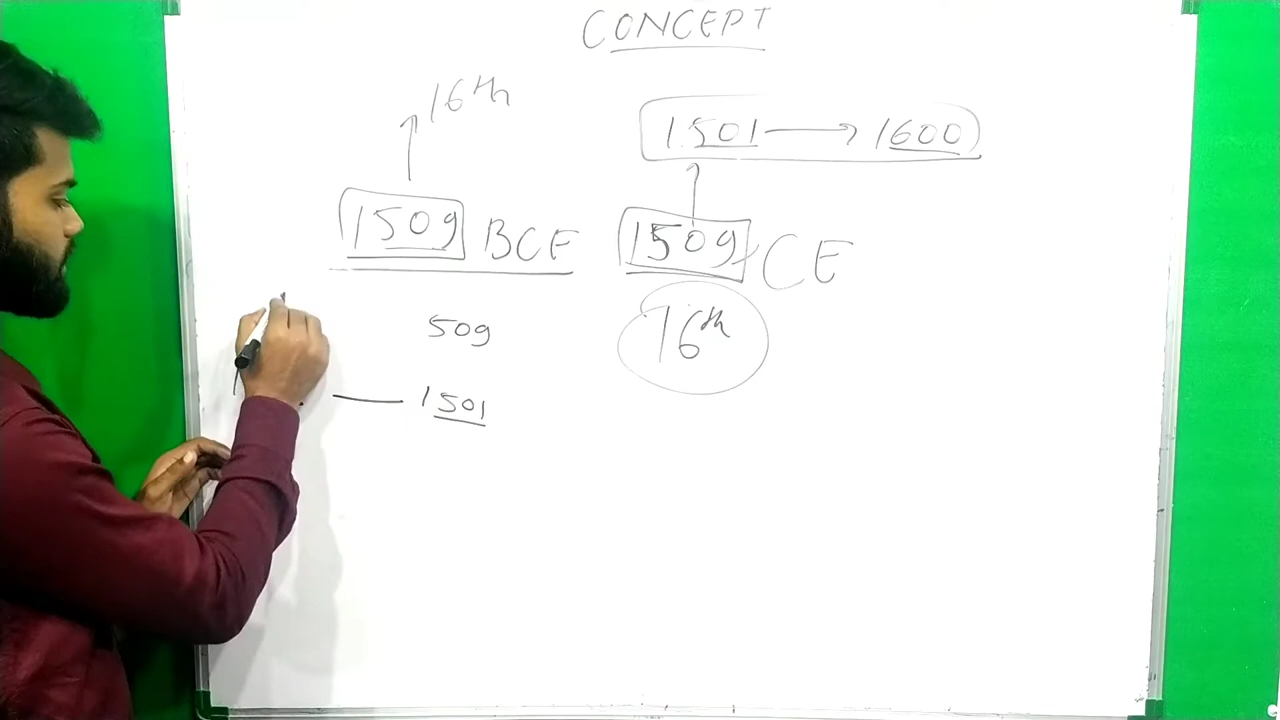 CONCEPT
16th
1501 → 1600
1509 BCE 1509 CE
509
16th
— 1501